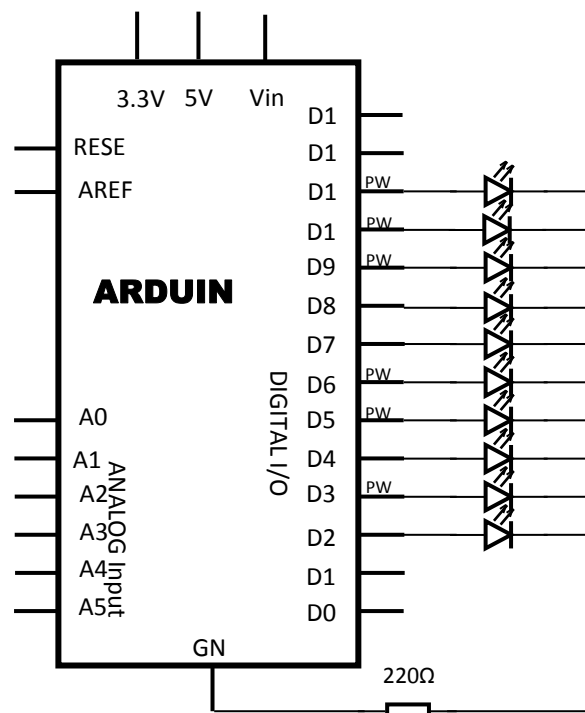 3.3V 5V Vin
D1
RESE
D1
AREF
D1 PW
D1 PW
D9 PW
ARDUIN
D8
D7
D6 PW
DIGITAL I/O
A0
D5 PW
A1
D4
ANALOG Input
A2
D3 PW
A3
D2
A4
D1
A5
D0
GN
220Ω